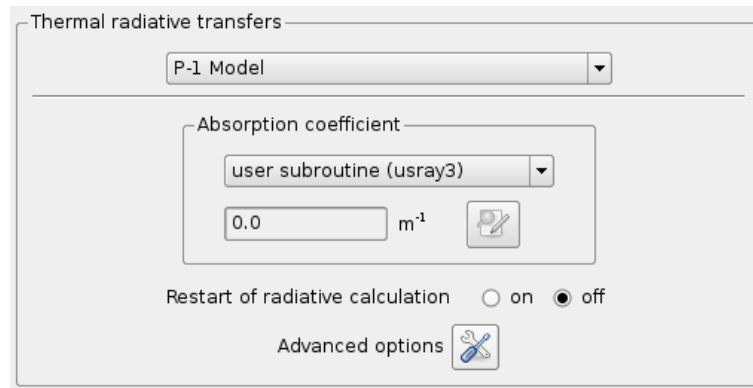 Thermal radiative transfers
P-1 Model
Absorption coefficient
user subroutine (usray3)
0.0 m⁻¹
Restart of radiative calculation on off
Advanced options